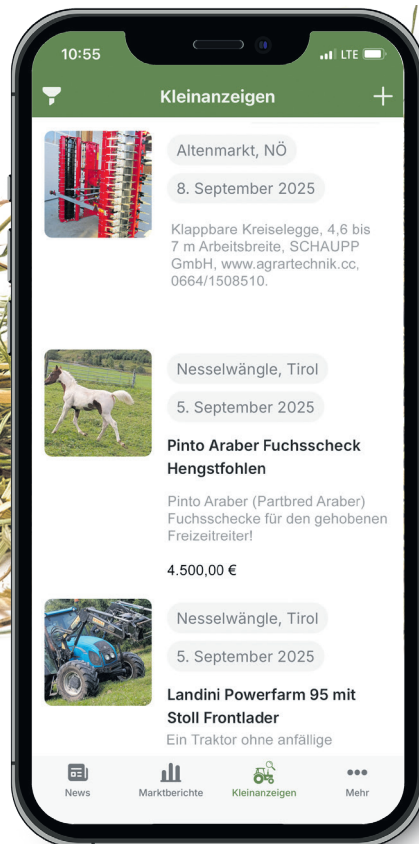 10:55
LTE
Kleinanzeigen
Altenmarkt, NÖ
8. September 2025
Klappbare Kreiselegge, 4,6 bis
7 m Arbeitsbreite, SCHAUPP
GmbH, www.agrartechnik.cc,
0664/1508510.
Nesselwängle, Tirol
5. September 2025
Pinto Araber Fuchsscheck
Hengstfohlen
Pinto Araber (Partbred Araber)
Fuchsschecke für den gehobenen
Freizeitreiter!
4.500,00 €
Nesselwängle, Tirol
5. September 2025
Landini Powerfarm 95 mit
Stoll Frontlader
Ein Traktor ohne anfällige
News
Marktberichte
Kleinanzeigen
Mehr